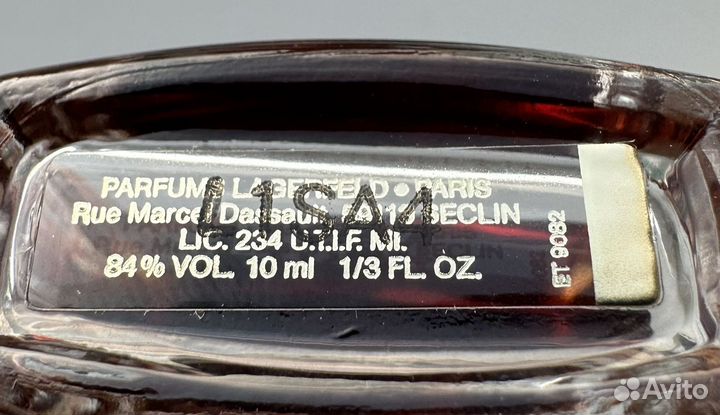 PARFUMS LAGERFELD • PARIS
Rue Marcel Dassault, SECLIN
L1SA4
LIC. 234 U.T.I.F. MI.
84% VOL. 10 ml 1/3 FL. OZ.
ET 9082
Avito